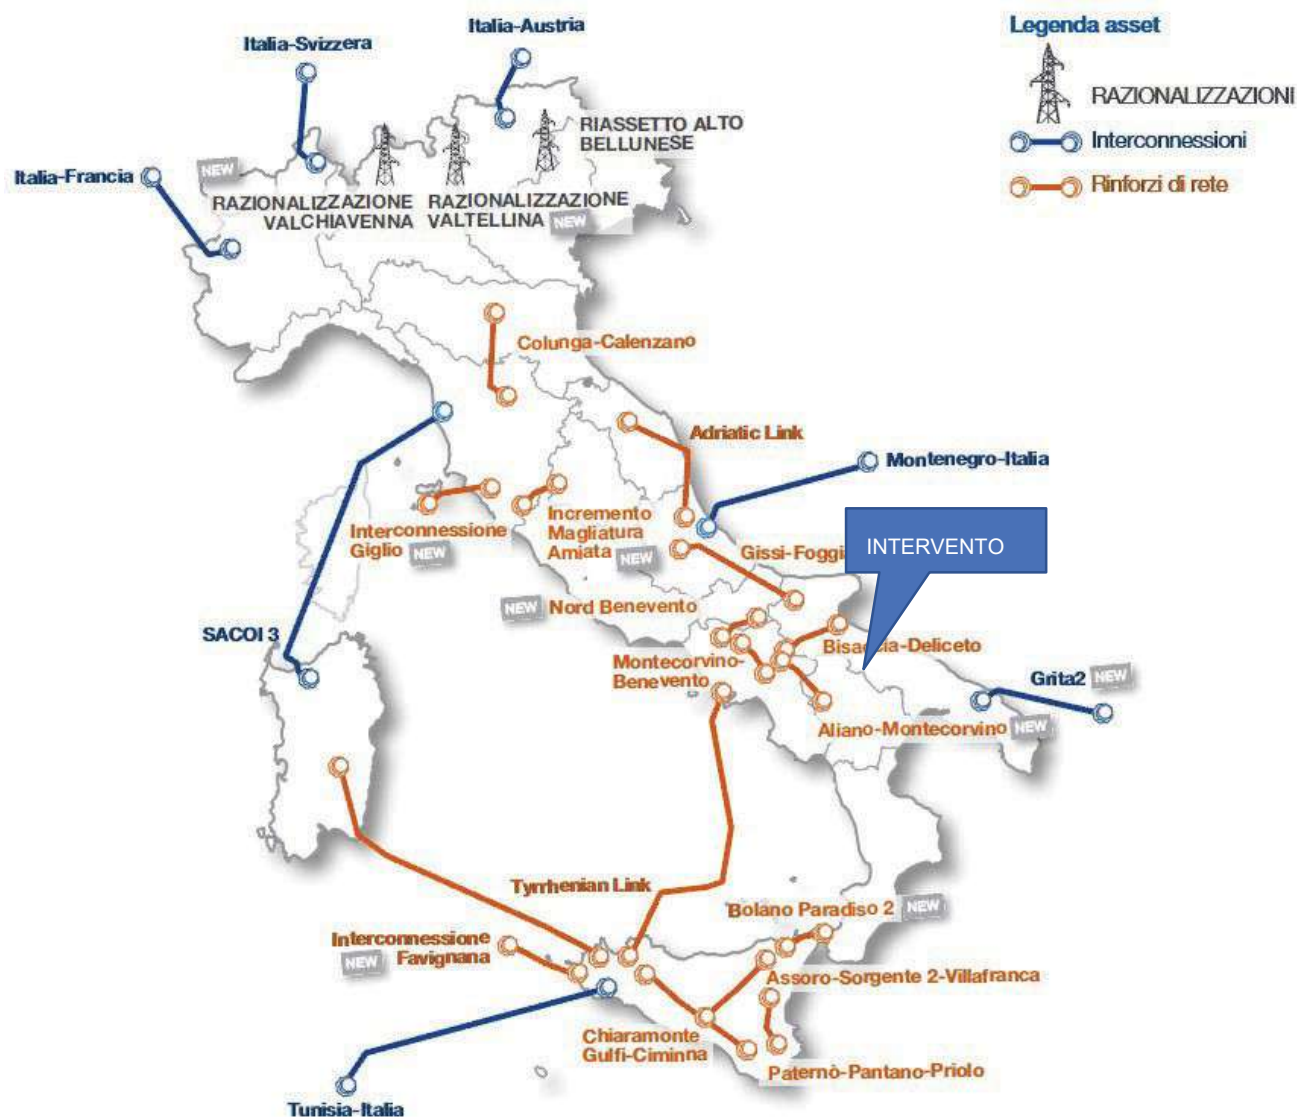 Italia-Austria
Italia-Svizzera
Legenda asset
RAZIONALIZZAZIONI
Interconnessioni
Rinforzi di rete
RIASSETTO ALTO
BELLUNESE
NEW
Italia-Francia
RAZIONALIZZAZIONE
VALCHIAVENNA
RAZIONALIZZAZIONE
VALTELLINA NEW
Colunga-Calenzano
Adriatic Link
Montenegro-Italia
Interconnessione
Giglio NEW
Incremento
Magliatura
Amiata NEW
INTERVENTO
Gissi-Foggi
NEW Nord Benevento
SACOI 3
Montecorvino-
Benevento
Bisaccia-Deliceto
Grita2 NEW
Aliano-Montecorvino NEW
Tyrrhenian Link
Bolano Paradiso 2 NEW
Interconnessione
NEW Favignana
Assoro-Sorgente 2-Villafranca
Chiaramonte
Gulfi-Ciminna
Paternò-Pantano-Priolo
Tunisia-Italia